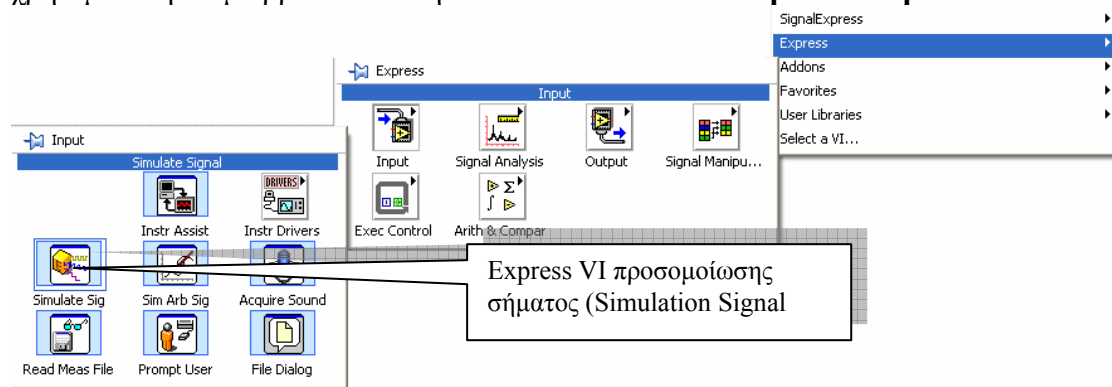 SignalExpress
Express
Addons
Favorites
User Libraries
Select a VI...
Express
Input
Input
Signal Analysis
Output
Signal Manipu...
Exec Control
Arith & Compar
Input
Simulate Signal
DRIVERS
Instr Assist
Instr Drivers
Simulate Sig
Sim Arb Sig
Acquire Sound
Read Meas File
Prompt User
File Dialog
Express VI προσομοίωσης
σήματος (Simulation Signal